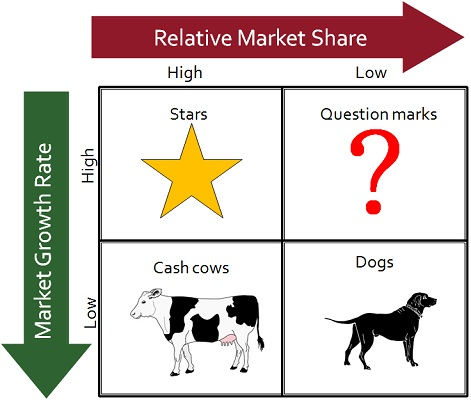 Relative Market Share
High
Low
Market Growth Rate
High
Low
Stars
Question marks
?
Cash cows
Dogs